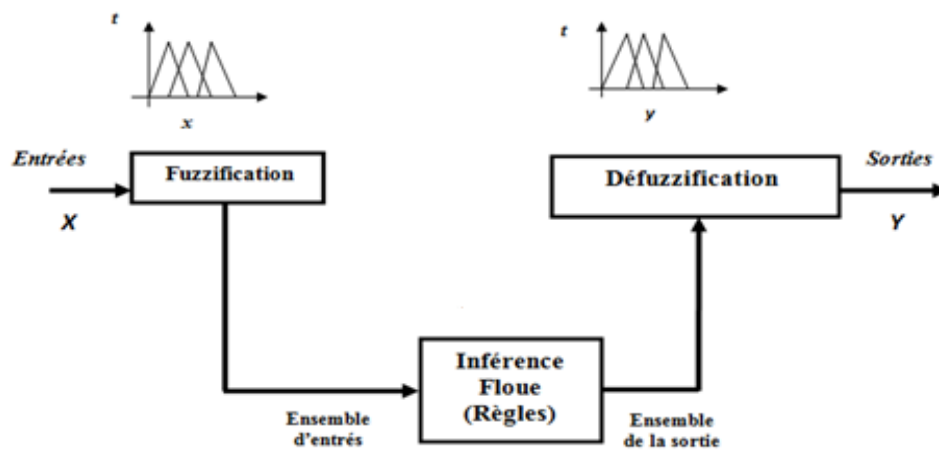 t
x
t
y
Entrées
X
Fuzzification
Défuzzification
Sorties
Y
Inférence
Floue
(Règles)
Ensemble
d'entrés
Ensemble
de la sortie